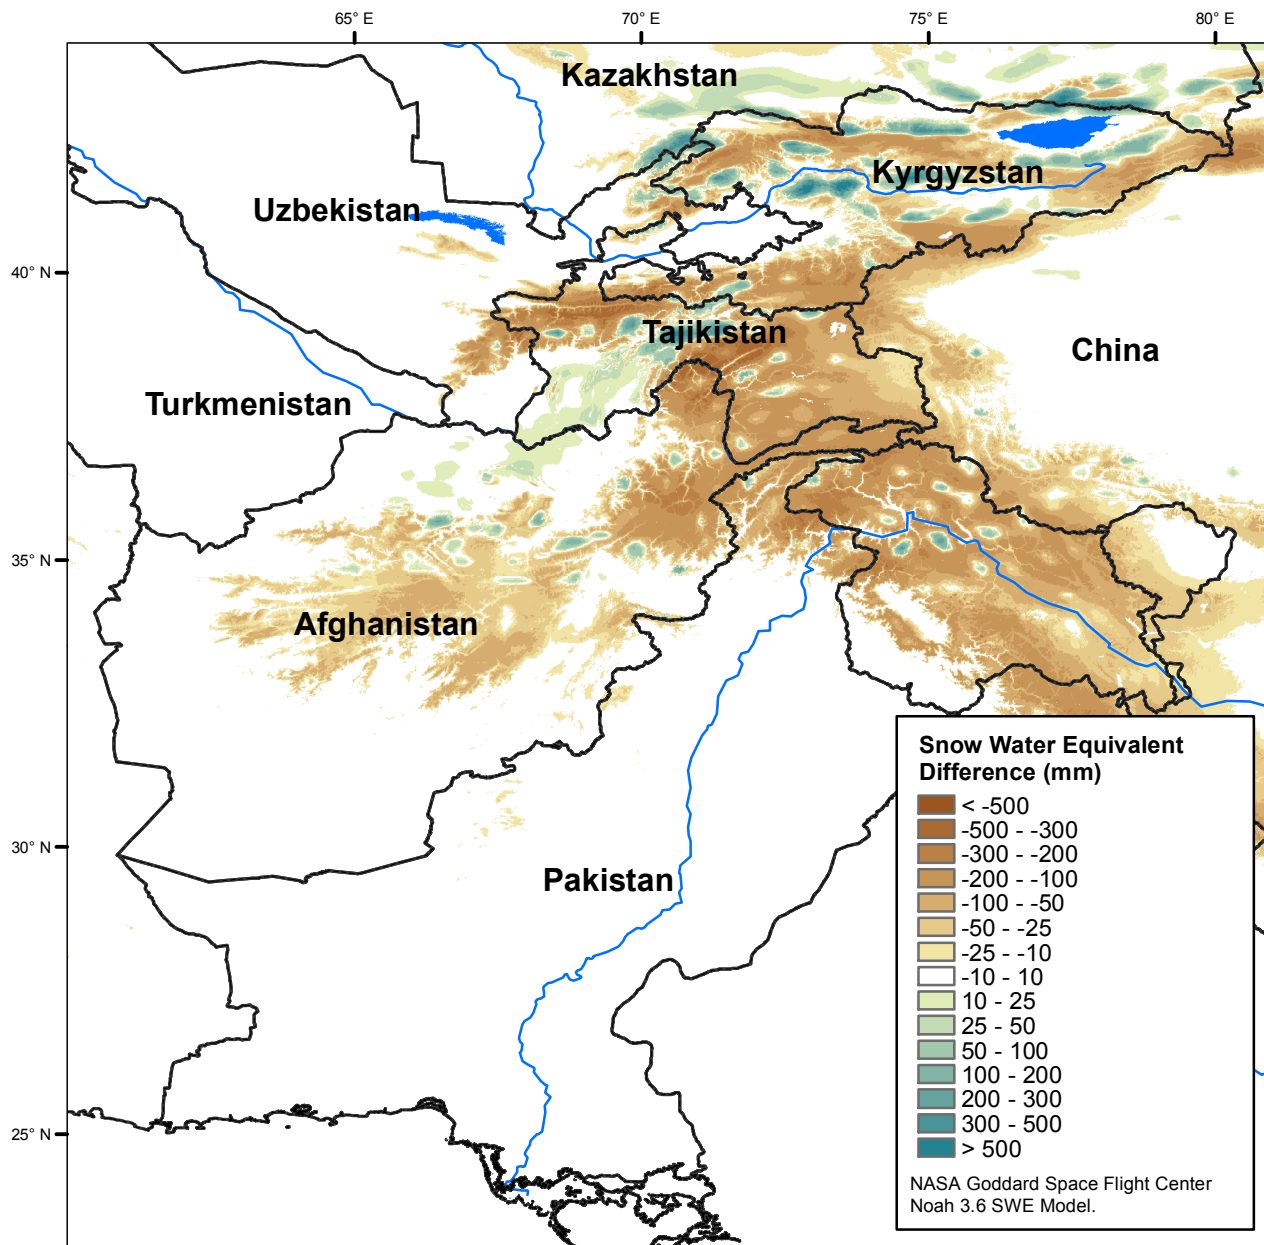 65° E 70° E 75° E 80° E
Kazakhstan
Kyrgyzstan
Uzbekistan
40° N
Tajikistan
China
Turkmenistan
35° N
Afghanistan
Snow Water Equivalent
Difference (mm)
< -500
-500 - -300
-300 - -200
-200 - -100
-100 - -50
-50 - -25
-25 - -10
-10 - 10
10 - 25
25 - 50
50 - 100
100 - 200
200 - 300
300 - 500
> 500
30° N
Pakistan
25° N
NASA Goddard Space Flight Center
Noah 3.6 SWE Model.